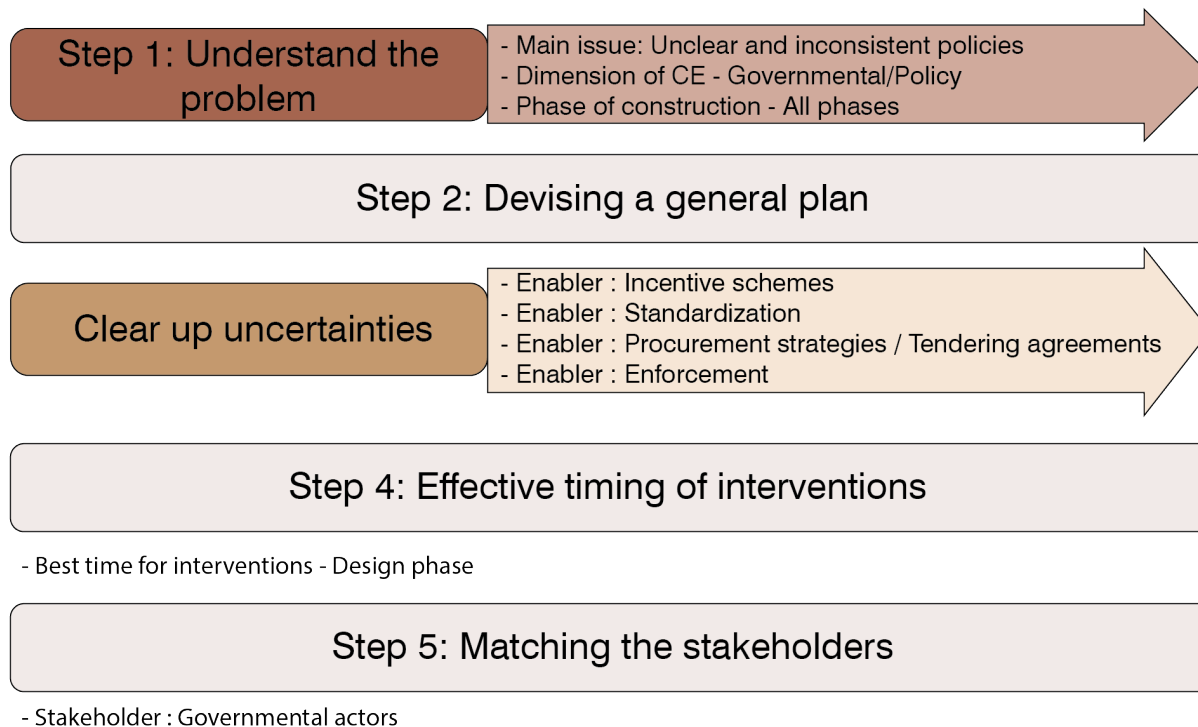 Step 1: Understand the
problem
- Main issue: Unclear and inconsistent policies
- Dimension of CE - Governmental/Policy
- Phase of construction - All phases
Step 2: Devising a general plan
Clear up uncertainties
- Enabler : Incentive schemes
- Enabler : Standardization
- Enabler : Procurement strategies / Tendering agreements
- Enabler : Enforcement
Step 4: Effective timing of interventions
- Best time for interventions - Design phase
Step 5: Matching the stakeholders
- Stakeholder : Governmental actors